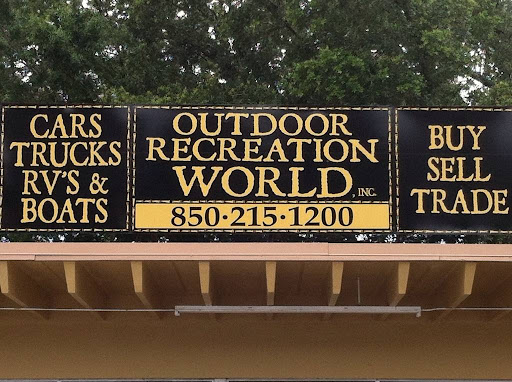 CARS
TRUCKS
RV'S &
BOATS
OUTDOOR
RECREATION
WORLD, INC.
850·215·1200
BUY
SELL
TRADE